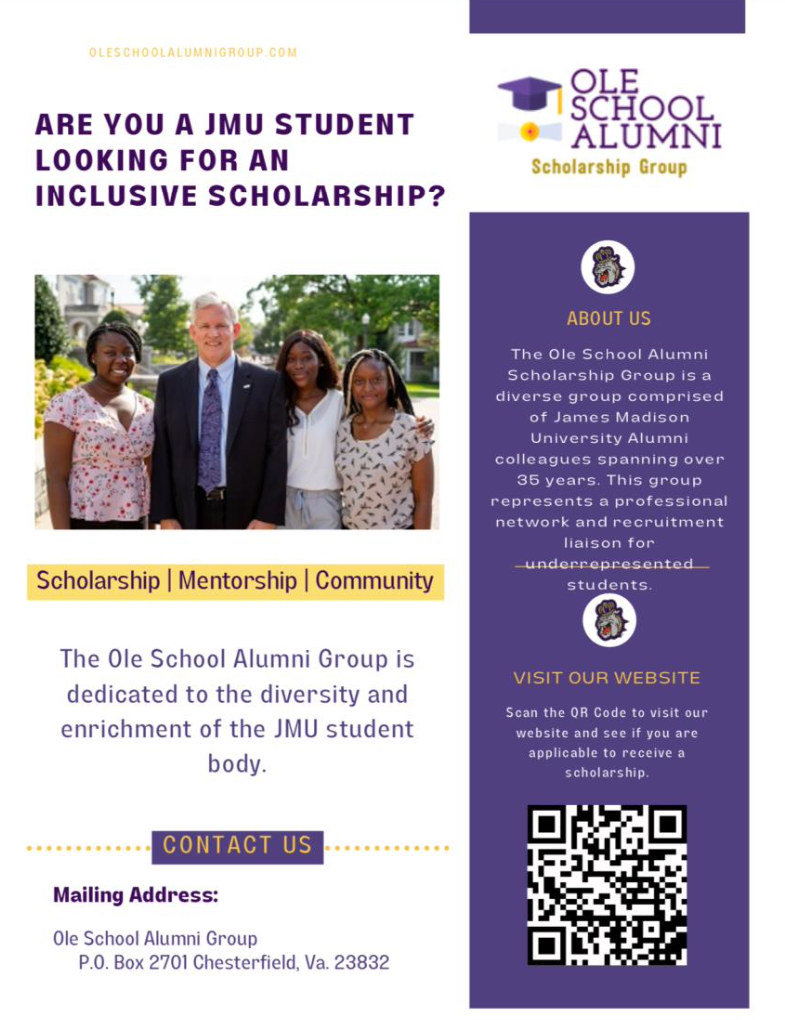 OLESCHOOLALUMNIGROUP.COM
ARE YOU A JMU STUDENT
LOOKING FOR AN
INCLUSIVE SCHOLARSHIP?
Scholarship | Mentorship | Community
The Ole School Alumni Group is
dedicated to the diversity and
enrichment of the JMU student
body.
CONTACT US
Mailing Address:
Ole School Alumni Group
P.O. Box 2701 Chesterfield, Va. 23832
OLE
SCHOOL
ALUMNI
Scholarship Group
ABOUT US
The Ole School Alumni
Scholarship Group is a
diverse group comprised
of James Madison
University Alumni
colleagues spanning over
35 years. This group
represents a professional
network and recruitment
liaison for
underrepresented
students.
VISIT OUR WEBSITE
Scan the QR Code to visit our
website and see if you are
applicable to receive a
scholarship.